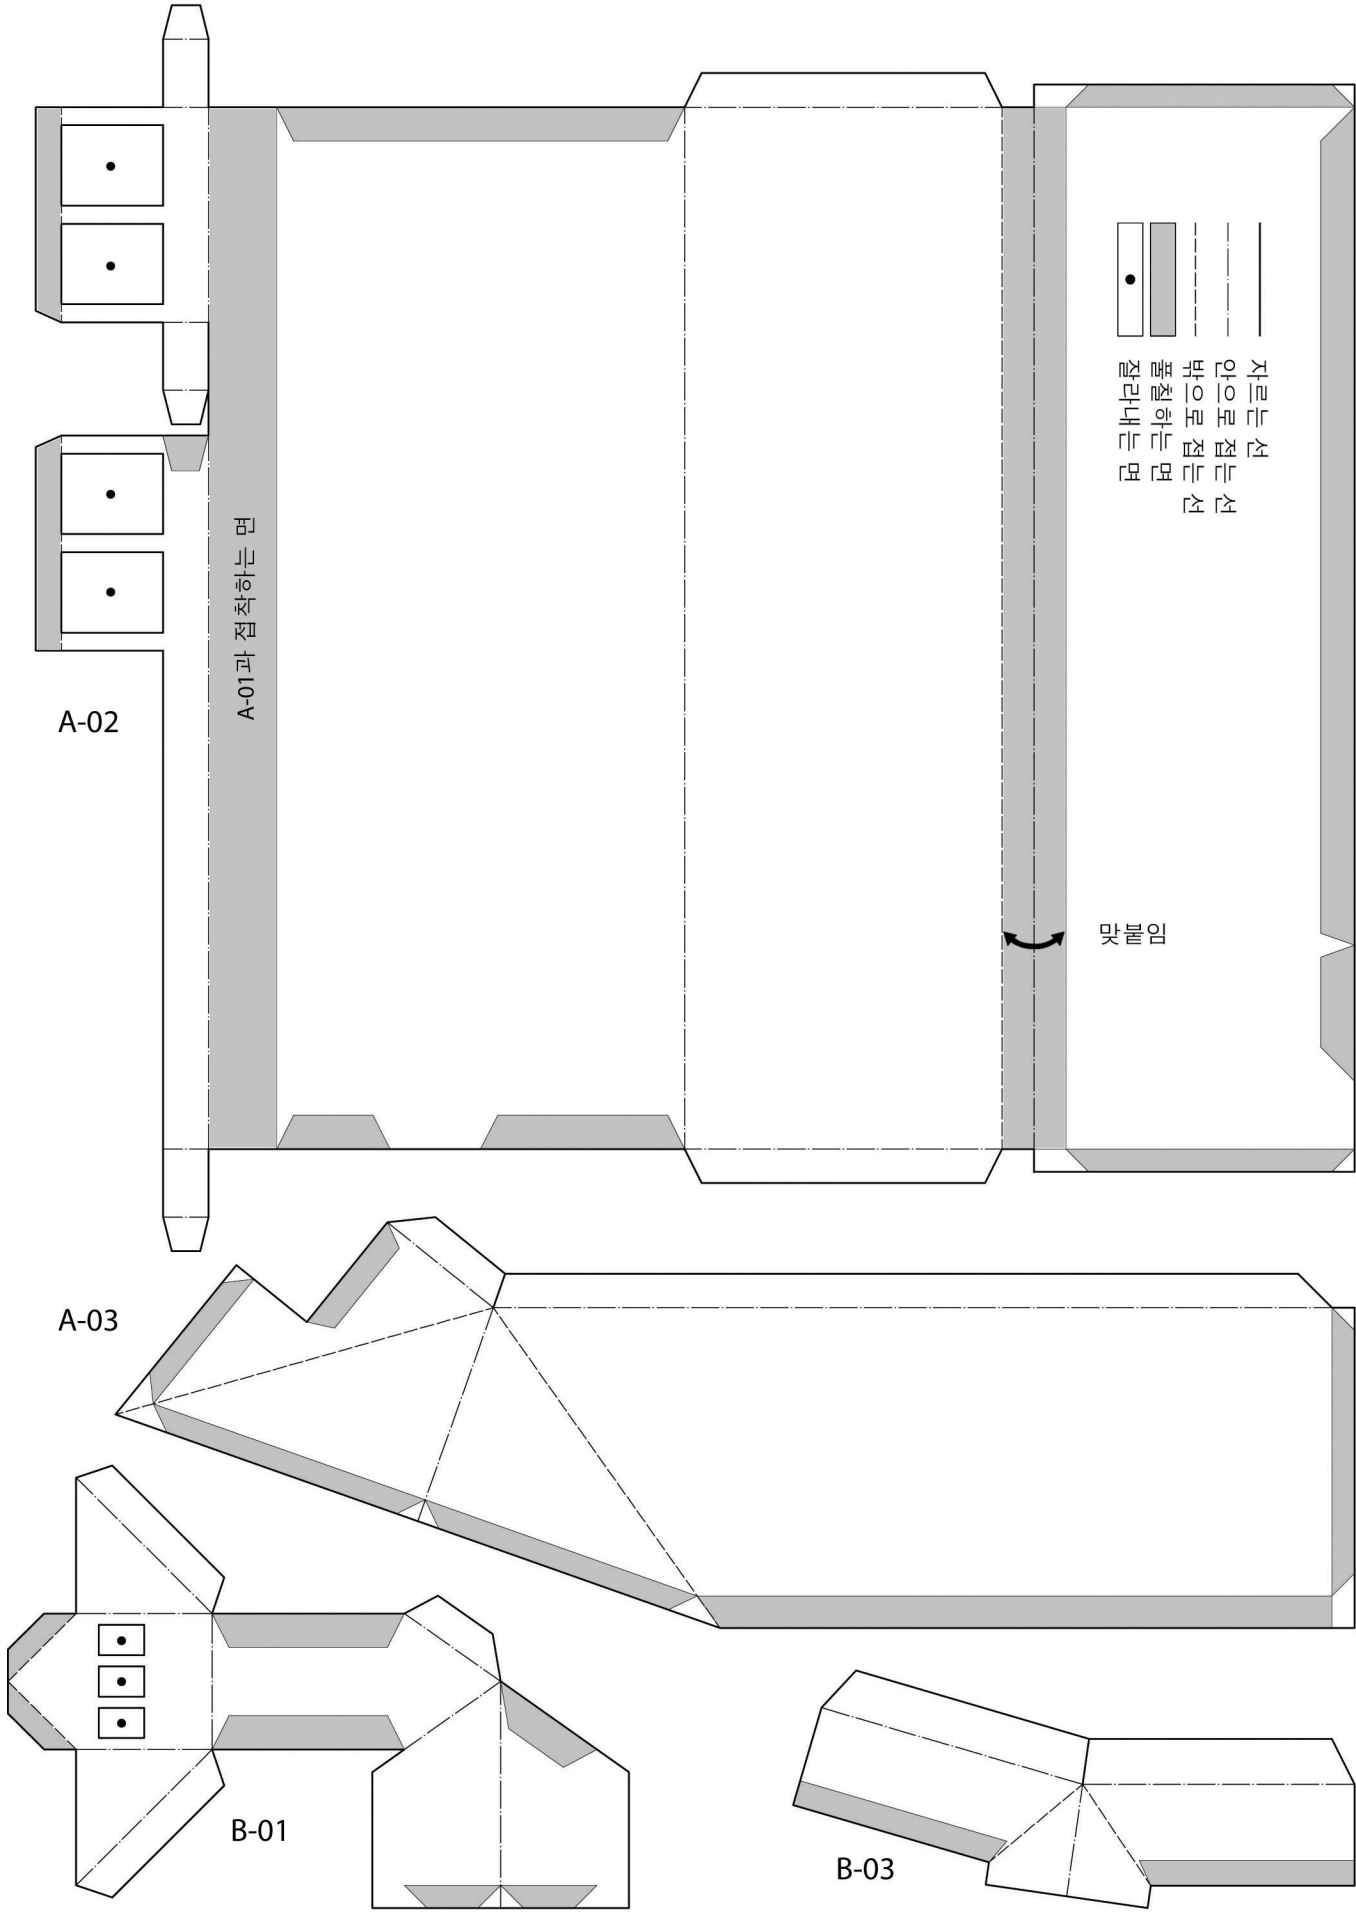 자르는 선
안으로 접는 선
밖으로 접는 선
풀칠하는 면
잘라내는 면
A-01과 접착하는 면
A-02
맞붙임
A-03
B-01
B-03